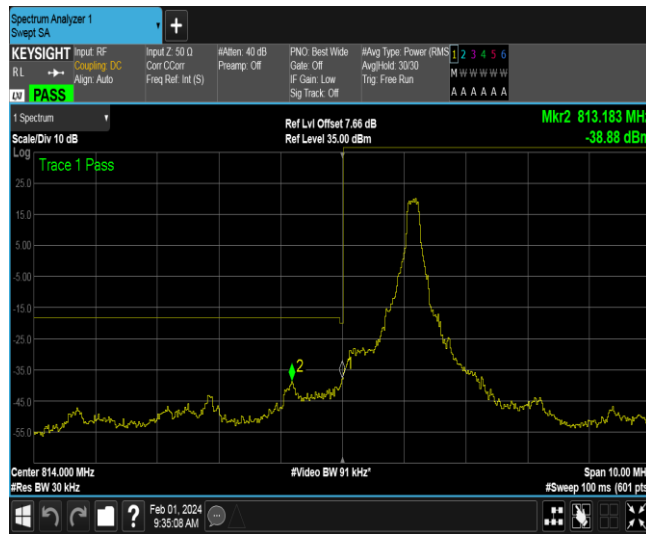 Spectrum Analyzer 1
Swept SA
KEYSIGHT
RL
LXI PASS
Input: RF
Coupling: DC
Align: Auto
Input Z: 50 Ω
Corr CCorr
Freq Ref: Int (S)
#Atten: 40 dB
Preamp: Off
PNO: Best Wide
Gate: Off
IF Gain: Low
Sig Track: Off
#Avg Type: Power (RMS
Avg|Hold: 30/30
Trig: Free Run
1 2 3 4 5 6
M W W W W W
A A A A A A
1 Spectrum
Scale/Div 10 dB
Log
Ref Lvl Offset 7.66 dB
Ref Level 35.00 dBm
Mkr2 813.183 MHz
-38.88 dBm
Trace 1 Pass
25.0
15.0
5.00
-5.00
-15.0
-25.0
-35.0
-45.0
-55.0
2
1
Center 814.000 MHz
#Res BW 30 kHz
#Video BW 91 kHz*
Span 10.00 MH
#Sweep 100 ms (601 pts
?
Feb 01, 2024
9:35:08 AM